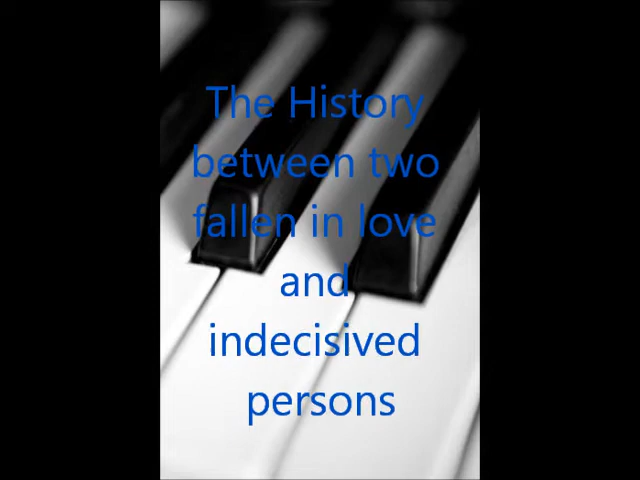 The History
between two
fallen in love
and
indecisived
persons